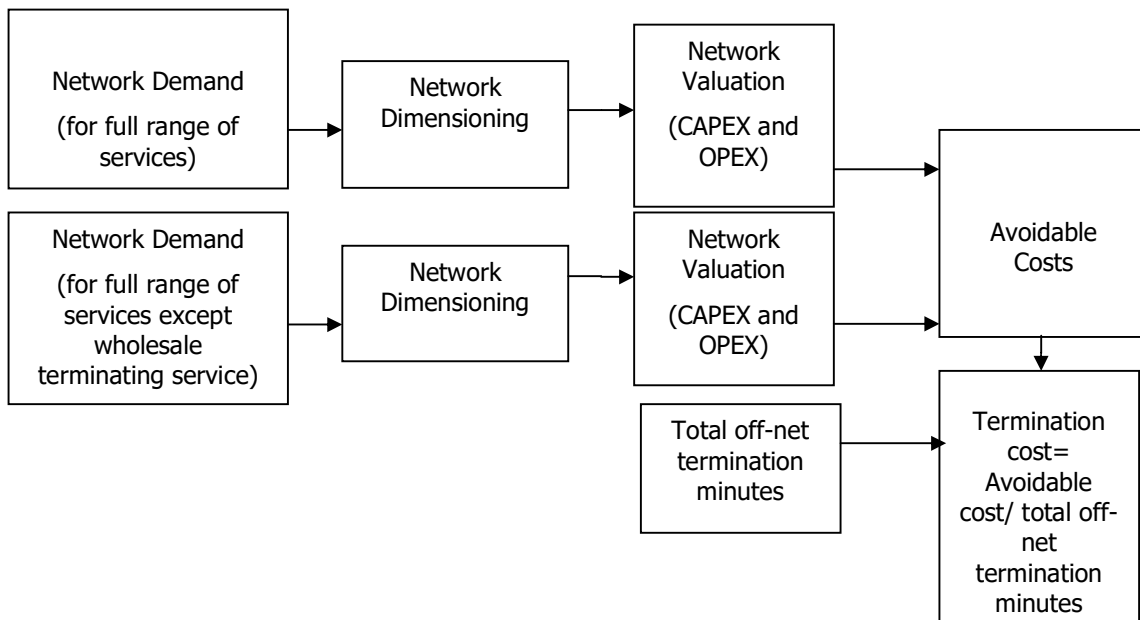 Network Demand
(for full range of
services)
Network
Dimensioning
Network
Valuation
(CAPEX and
OPEX)
Network Demand
(for full range of
services except
wholesale
terminating service)
Network
Dimensioning
Network
Valuation
(CAPEX and
OPEX)
Avoidable
Costs
Total off-net
termination
minutes
Termination
cost=
Avoidable
cost/ total off-
net
termination
minutes